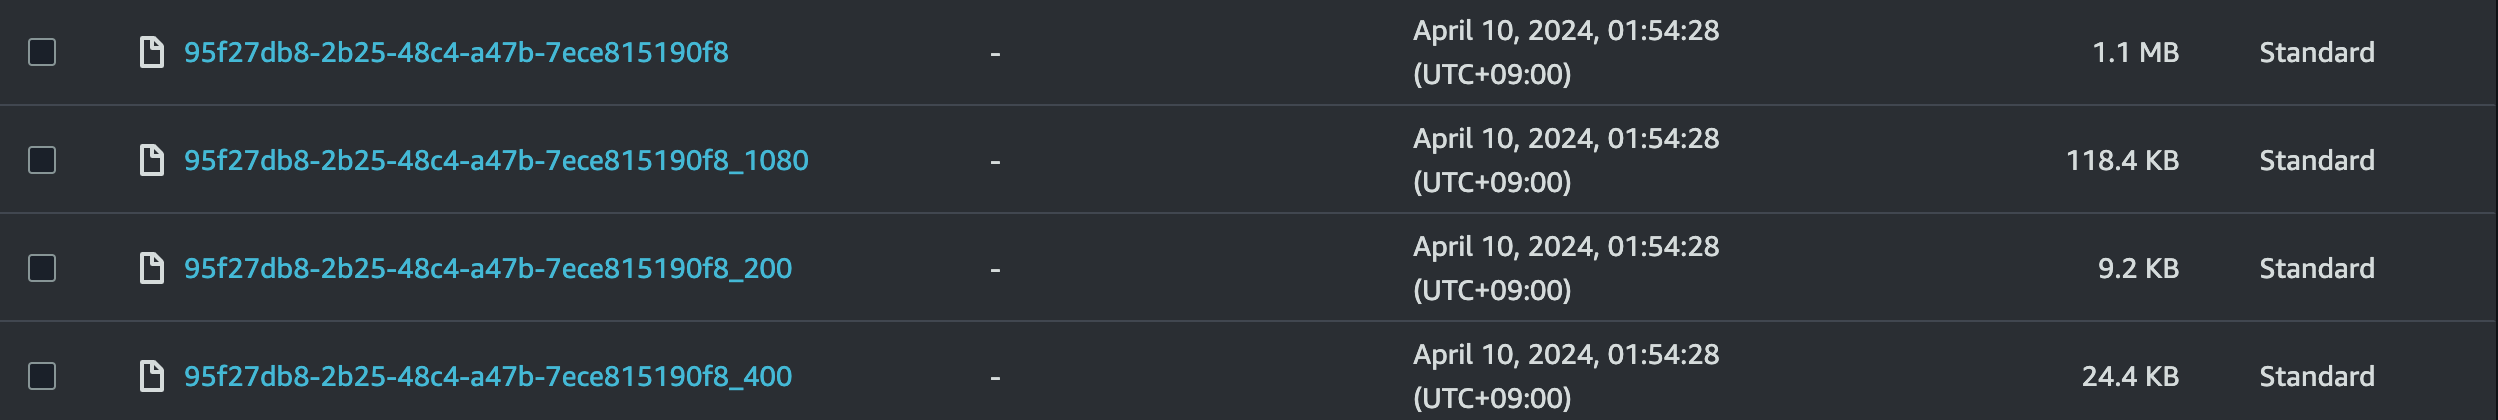 95f27db8-2b25-48c4-a47b-7ece815190f8 - April 10, 2024, 01:54:28 (UTC+09:00) 1.1 MB Standard
95f27db8-2b25-48c4-a47b-7ece815190f8_1080 - April 10, 2024, 01:54:28 (UTC+09:00) 118.4 KB Standard
95f27db8-2b25-48c4-a47b-7ece815190f8_200 - April 10, 2024, 01:54:28 (UTC+09:00) 9.2 KB Standard
95f27db8-2b25-48c4-a47b-7ece815190f8_400 - April 10, 2024, 01:54:28 (UTC+09:00) 24.4 KB Standard